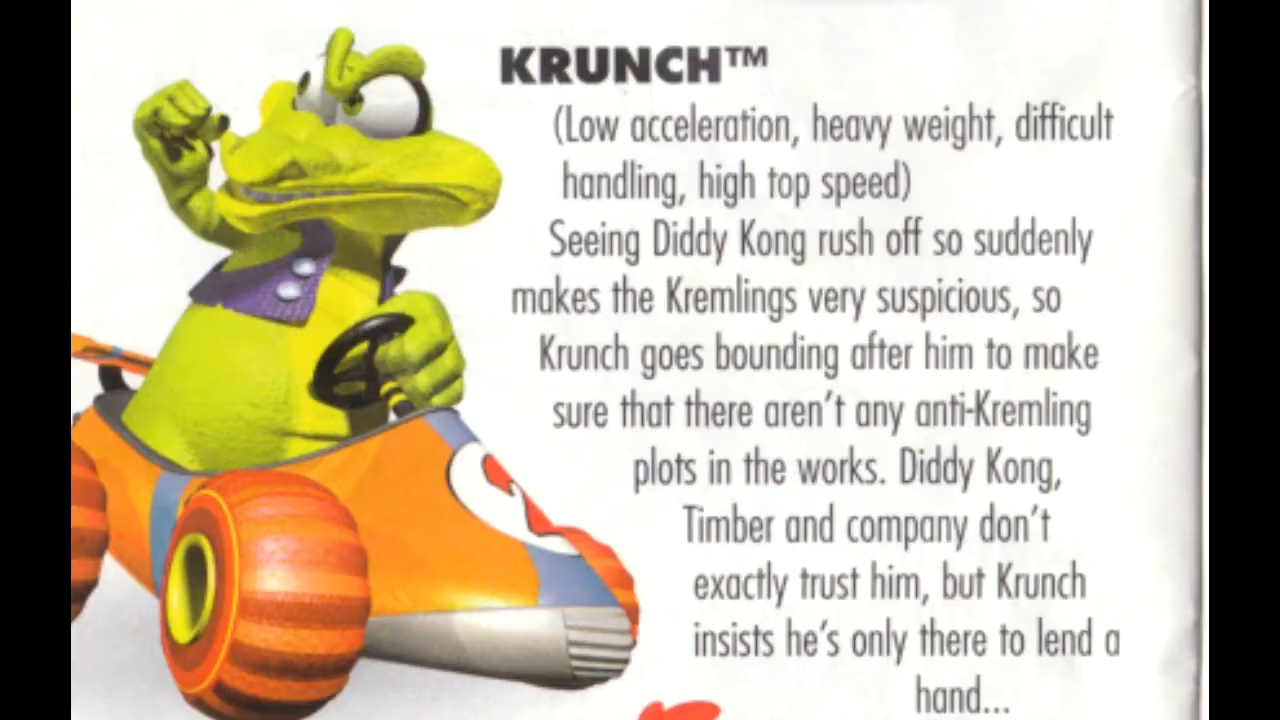 KRUNCH™
(Low acceleration, heavy weight, difficult
handling, high top speed)
Seeing Diddy Kong rush off so suddenly
makes the Kremlings very suspicious, so
Krunch goes bounding after him to make
sure that there aren't any anti-Kremling
plots in the works. Diddy Kong,
Timber and company don't
exactly trust him, but Krunch
insists he's only there to lend a
hand...